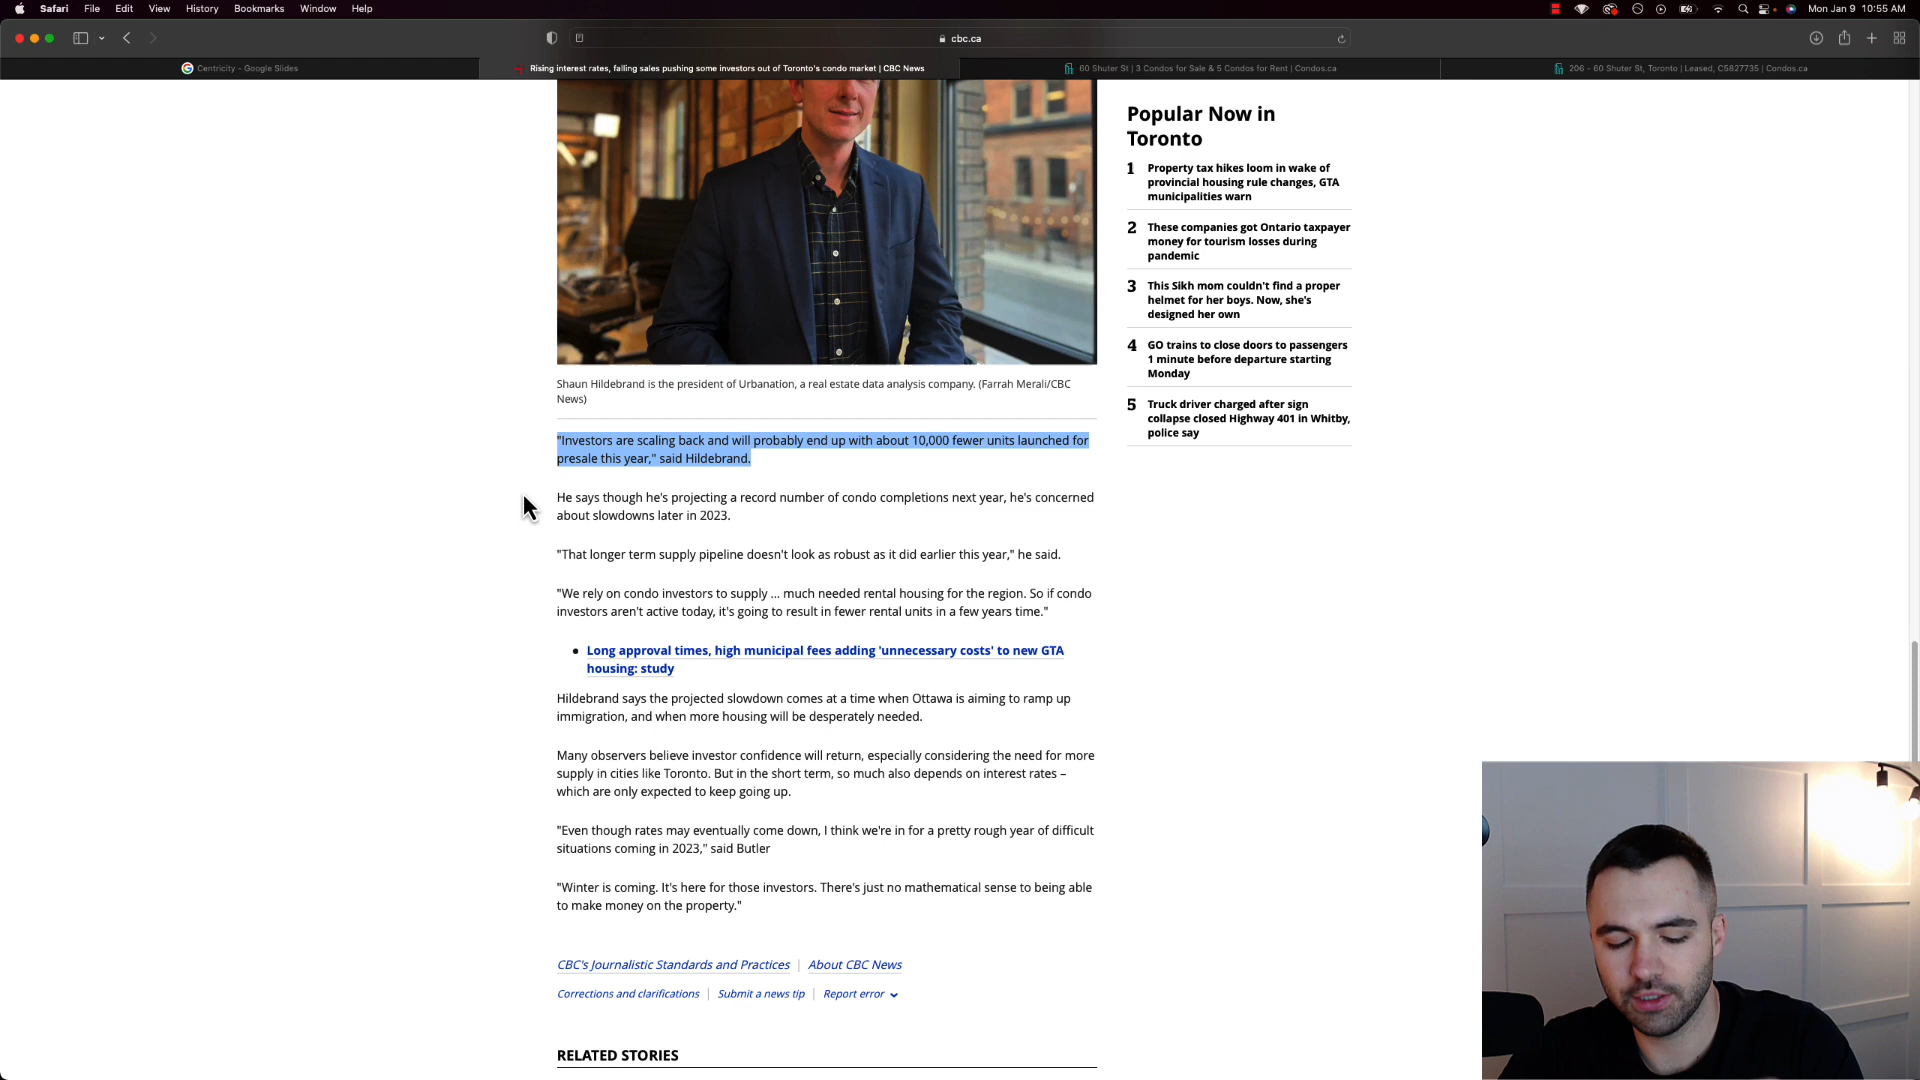 Safari File Edit View History Bookmarks Window Help Mon Jan 9 10:55 AM
cbc.ca
Centricity - Google Slides
Rising interest rates, falling sales pushing some investors out of Toronto's condo market | CBC News
60 Shuter St | 3 Condos for Sale & 5 Condos for Rent | Condos.ca
206 - 60 Shuter St, Toronto | Leased, C5827735 | Condos.ca
Shaun Hildebrand is the president of Urbanation, a real estate data analysis company. (Farrah Merali/CBC
News)
"Investors are scaling back and will probably end up with about 10,000 fewer units launched for
presale this year," said Hildebrand.
He says though he's projecting a record number of condo completions next year, he's concerned
about slowdowns later in 2023.
"That longer term supply pipeline doesn't look as robust as it did earlier this year," he said.
"We rely on condo investors to supply ... much needed rental housing for the region. So if condo
investors aren't active today, it's going to result in fewer rental units in a few years time."
Long approval times, high municipal fees adding 'unnecessary costs' to new GTA
housing: study
Hildebrand says the projected slowdown comes at a time when Ottawa is aiming to ramp up
immigration, and when more housing will be desperately needed.
Many observers believe investor confidence will return, especially considering the need for more
supply in cities like Toronto. But in the short term, so much also depends on interest rates –
which are only expected to keep going up.
"Even though rates may eventually come down, I think we're in for a pretty rough year of difficult
situations coming in 2023," said Butler
"Winter is coming. It's here for those investors. There's just no mathematical sense to being able
to make money on the property."
CBC's Journalistic Standards and Practices | About CBC News
Corrections and clarifications | Submit a news tip | Report error
RELATED STORIES
Popular Now in
Toronto
1 Property tax hikes loom in wake of
provincial housing rule changes, GTA
municipalities warn
2 These companies got Ontario taxpayer
money for tourism losses during
pandemic
3 This Sikh mom couldn't find a proper
helmet for her boys. Now, she's
designed her own
4 GO trains to close doors to passengers
1 minute before departure starting
Monday
5 Truck driver charged after sign
collapse closed Highway 401 in Whitby,
police say